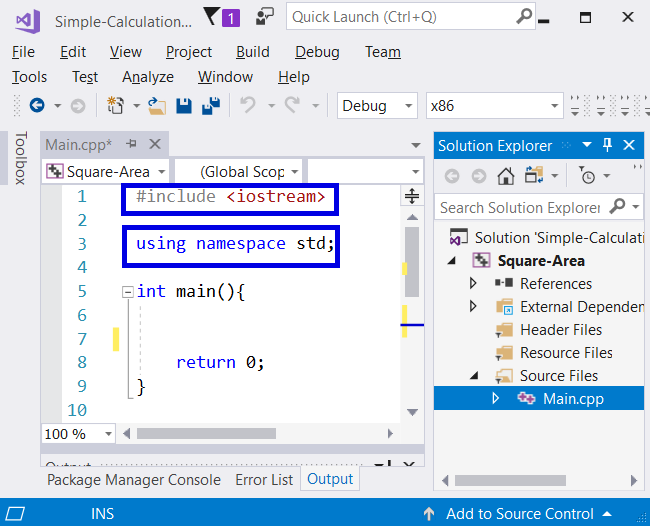 Simple-Calculation... 1 Quick Launch (Ctrl+Q)
File Edit View Project Build Debug Team
Tools Test Analyze Window Help
Debug x86
Toolbox
Main.cpp*
Square-Area (Global Scop
1 #include <iostream>
2
3 using namespace std;
4
5 int main(){
6
7
8 return 0;
9 }
10
100 %
Output
Package Manager Console Error List Output
Solution Explorer
Search Solution Explorer
Solution 'Simple-Calculati
Square-Area
References
External Dependen
Header Files
Resource Files
Source Files
Main.cpp
INS Add to Source Control